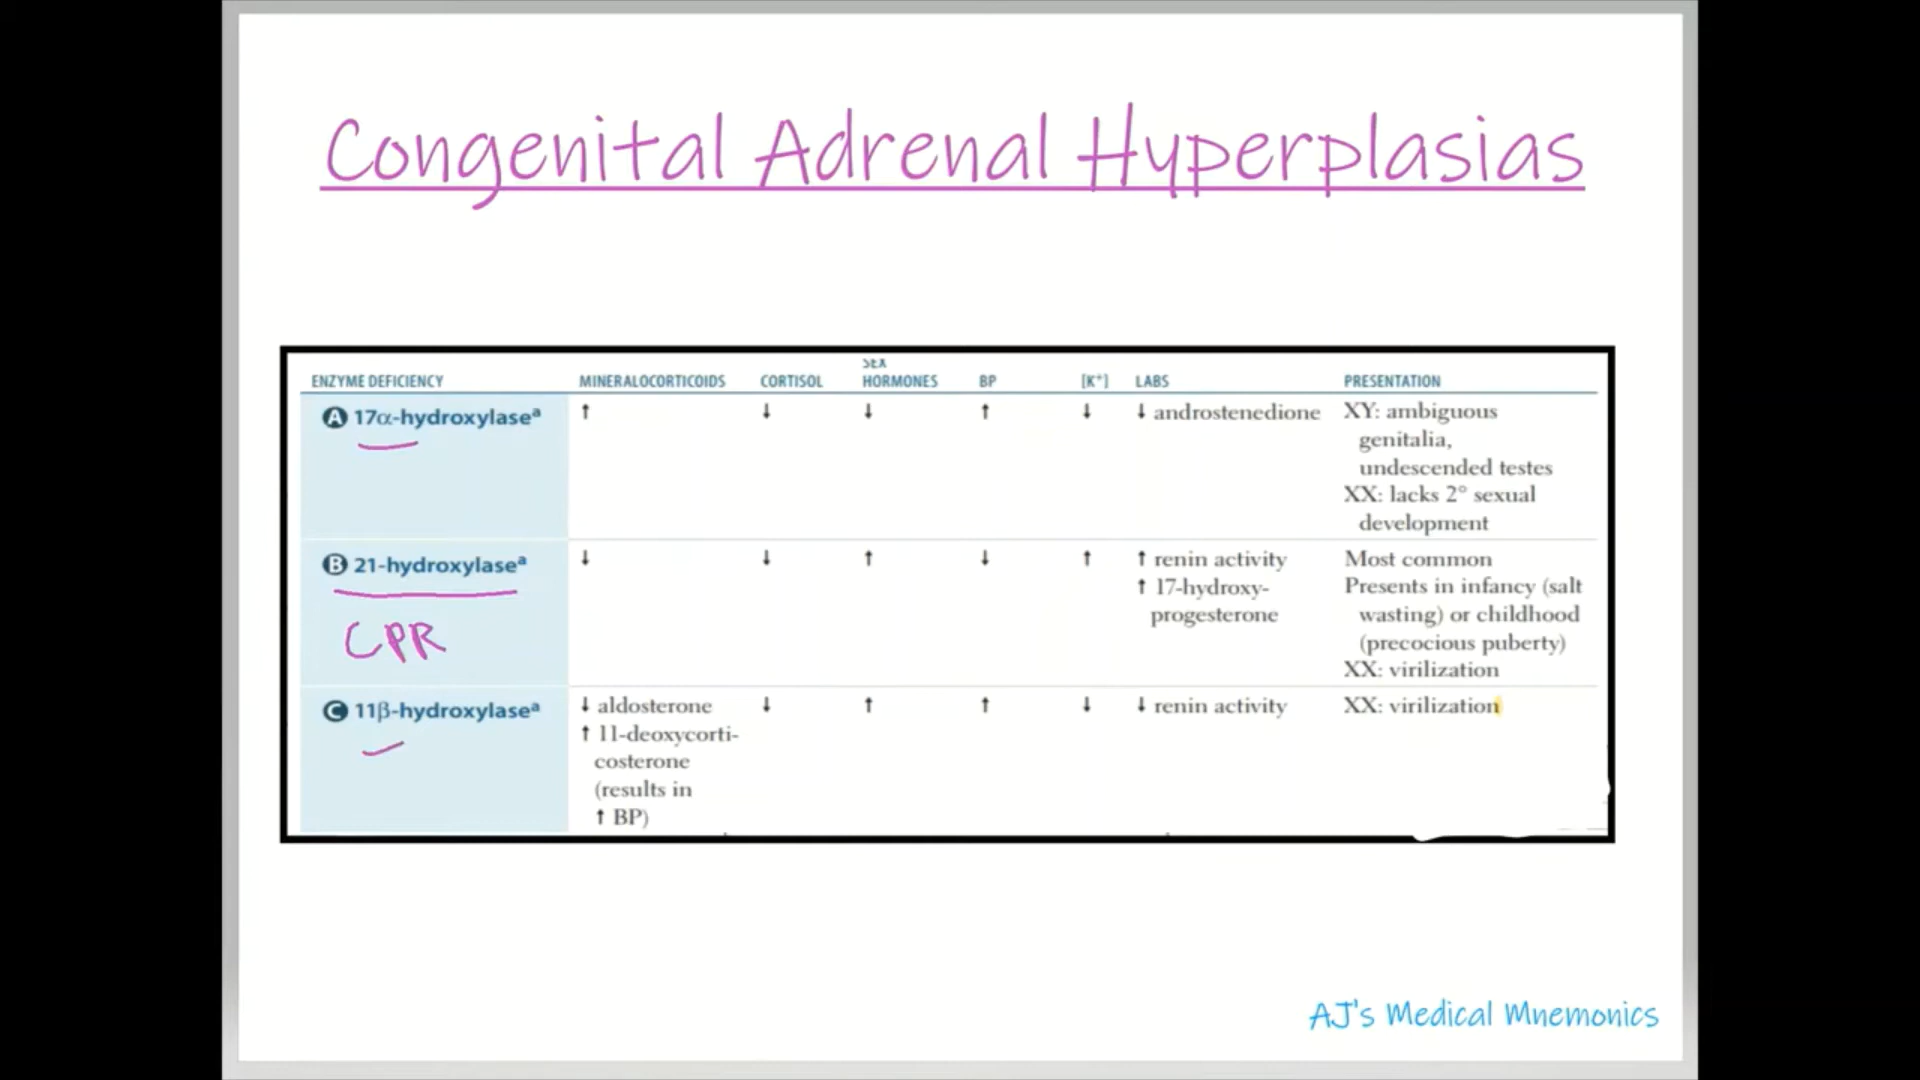 Congenital Adrenal Hyperplasias
ENZYME DEFICIENCY MINERALOCORTICOIDS CORTISOL SEX HORMONES BP [K⁺] LABS PRESENTATION
A 17α-hydroxylaseᵃ ↑ ↓ ↓ ↑ ↓ ↓ androstenedione XY: ambiguous
genitalia,
undescended testes
XX: lacks 2° sexual
development
B 21-hydroxylaseᵃ ↓ ↓ ↑ ↓ ↑ ↑ renin activity Most common
↑ 17-hydroxy- Presents in infancy (salt
progesterone wasting) or childhood
CPR (precocious puberty)
XX: virilization
C 11β-hydroxylaseᵃ ↓ aldosterone ↓ ↑ ↑ ↓ ↓ renin activity XX: virilization
↑ 11-deoxycorti-
costerone
(results in
↑ BP)
AJ's Medical Mnemonics